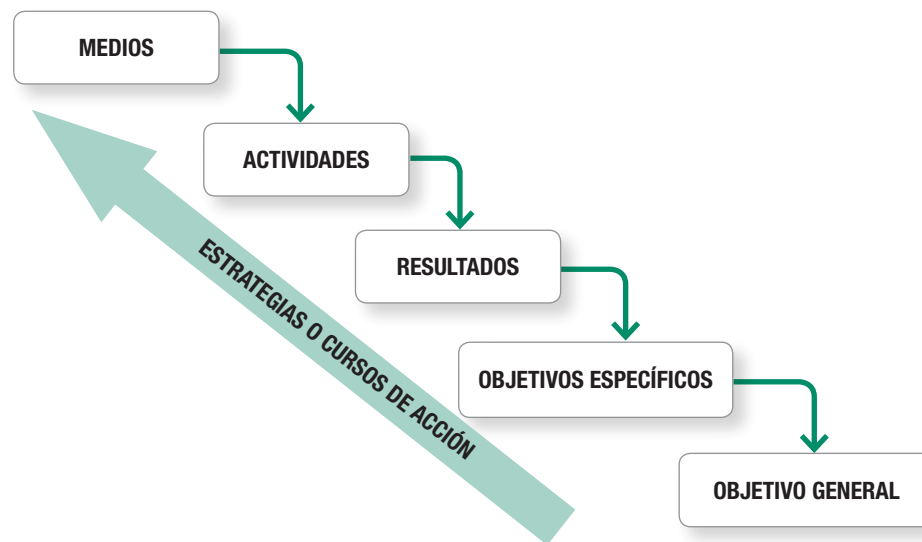 MEDIOS
ACTIVIDADES
RESULTADOS
ESTRATEGIAS O CURSOS DE ACCIÓN
OBJETIVOS ESPECÍFICOS
OBJETIVO GENERAL